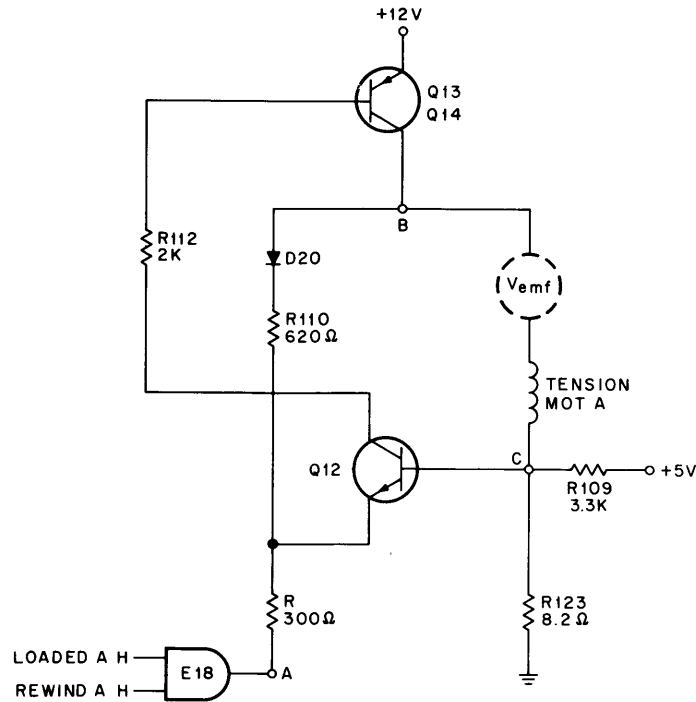 +12V
Q13
Q14
B
R112
2K
D20
Vemf
R110
620Ω
TENSION
MOT A
Q12
C
+5V
R109
3.3K
R
300Ω
R123
8.2Ω
LOADED A H
E18
A
REWIND A H